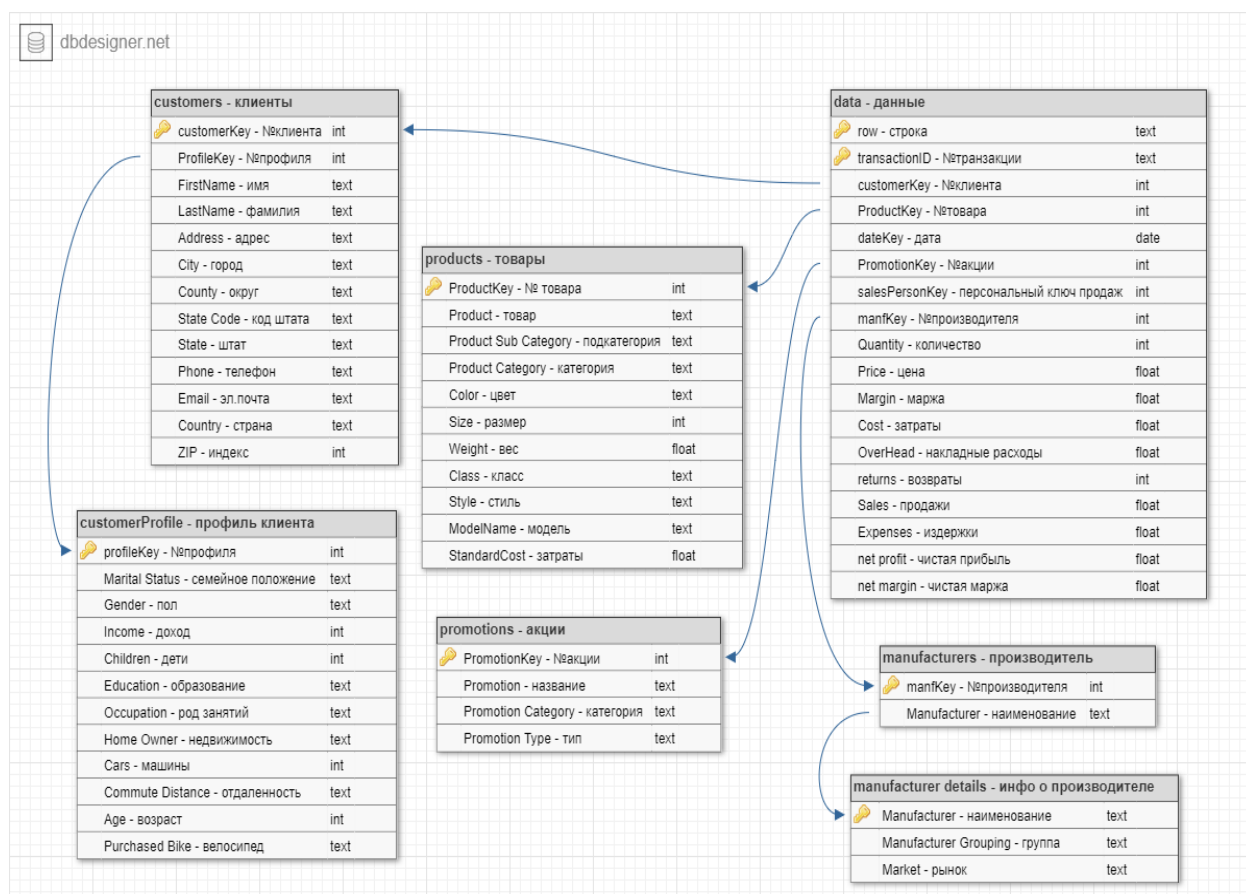 dbdesigner.net
customers - клиенты
customerKey - №клиента int
ProfileKey - №профиля int
FirstName - имя text
LastName - фамилия text
Address - адрес text
City - город text
County - округ text
State Code - код штата text
State - штат text
Phone - телефон text
Email - эл.почта text
Country - страна text
ZIP - индекс int
customerProfile - профиль клиента
profileKey - №профиля int
Marital Status - семейное положение text
Gender - пол text
Income - доход int
Children - дети int
Education - образование text
Occupation - род занятий text
Home Owner - недвижимость text
Cars - машины int
Commute Distance - отдаленность text
Age - возраст int
Purchased Bike - велосипед text
products - товары
ProductKey - № товара int
Product - товар text
Product Sub Category - подкатегория text
Product Category - категория text
Color - цвет text
Size - размер int
Weight - вес float
Class - класс text
Style - стиль text
ModelName - модель text
StandardCost - затраты float
promotions - акции
PromotionKey - №акции int
Promotion - название text
Promotion Category - категория text
Promotion Type - тип text
data - данные
row - строка text
transactionID - №транзакции text
customerKey - №клиента int
ProductKey - №товара int
dateKey - дата date
PromotionKey - №акции int
salesPersonKey - персональный ключ продаж int
manfKey - №производителя int
Quantity - количество int
Price - цена float
Margin - маржа float
Cost - затраты float
OverHead - накладные расходы float
returns - возвраты int
Sales - продажи float
Expenses - издержки float
net profit - чистая прибыль float
net margin - чистая маржа float
manufacturers - производитель
manfKey - №производителя int
Manufacturer - наименование text
manufacturer details - инфо о производителе
Manufacturer - наименование text
Manufacturer Grouping - группа text
Market - рынок text